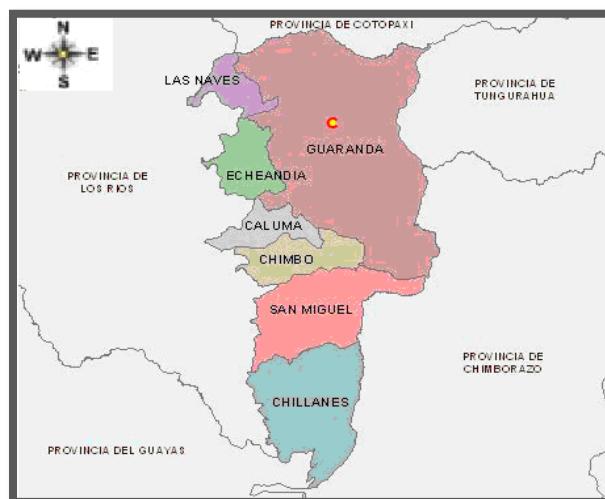 PROVINCIA DE COTOPAXI
N
W E
S
LAS NAVES
PROVINCIA DE
TUNGURAHUA
C
GUARANDA
PROVINCIA DE
LOS RIOS
ECHEANDIA
CALUMA
CHIMBO
SAN MIGUEL
PROVINCIA DE
CHIMBORAZO
CHILLANES
PROVINCIA DEL GUAYAS